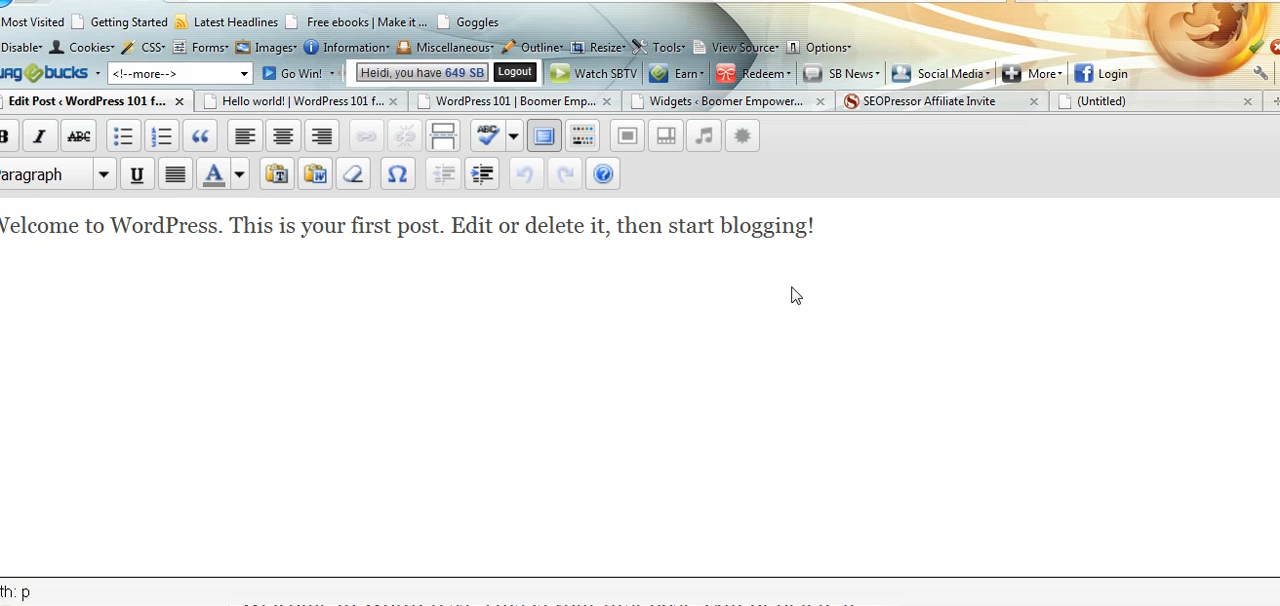 Most Visited Getting Started Latest Headlines Free ebooks | Make it ... Goggles
Disable Cookies CSS Forms Images Information Miscellaneous Outline Resize Tools View Source Options
WAGbucks <!--more--> Go Win! Heidi, you have 649 SB Logout Watch SBTV Earn Redeem SB News Social Media More Login
Edit Post ‹ WordPress 101 f... Hello world! | WordPress 101 f... WordPress 101 | Boomer Emp... Widgets ‹ Boomer Empower... SEOPressor Affiliate Invite (Untitled)
B I ABC ABC
aragraph U A T W Ω ?
Welcome to WordPress. This is your first post. Edit or delete it, then start blogging!
th: p